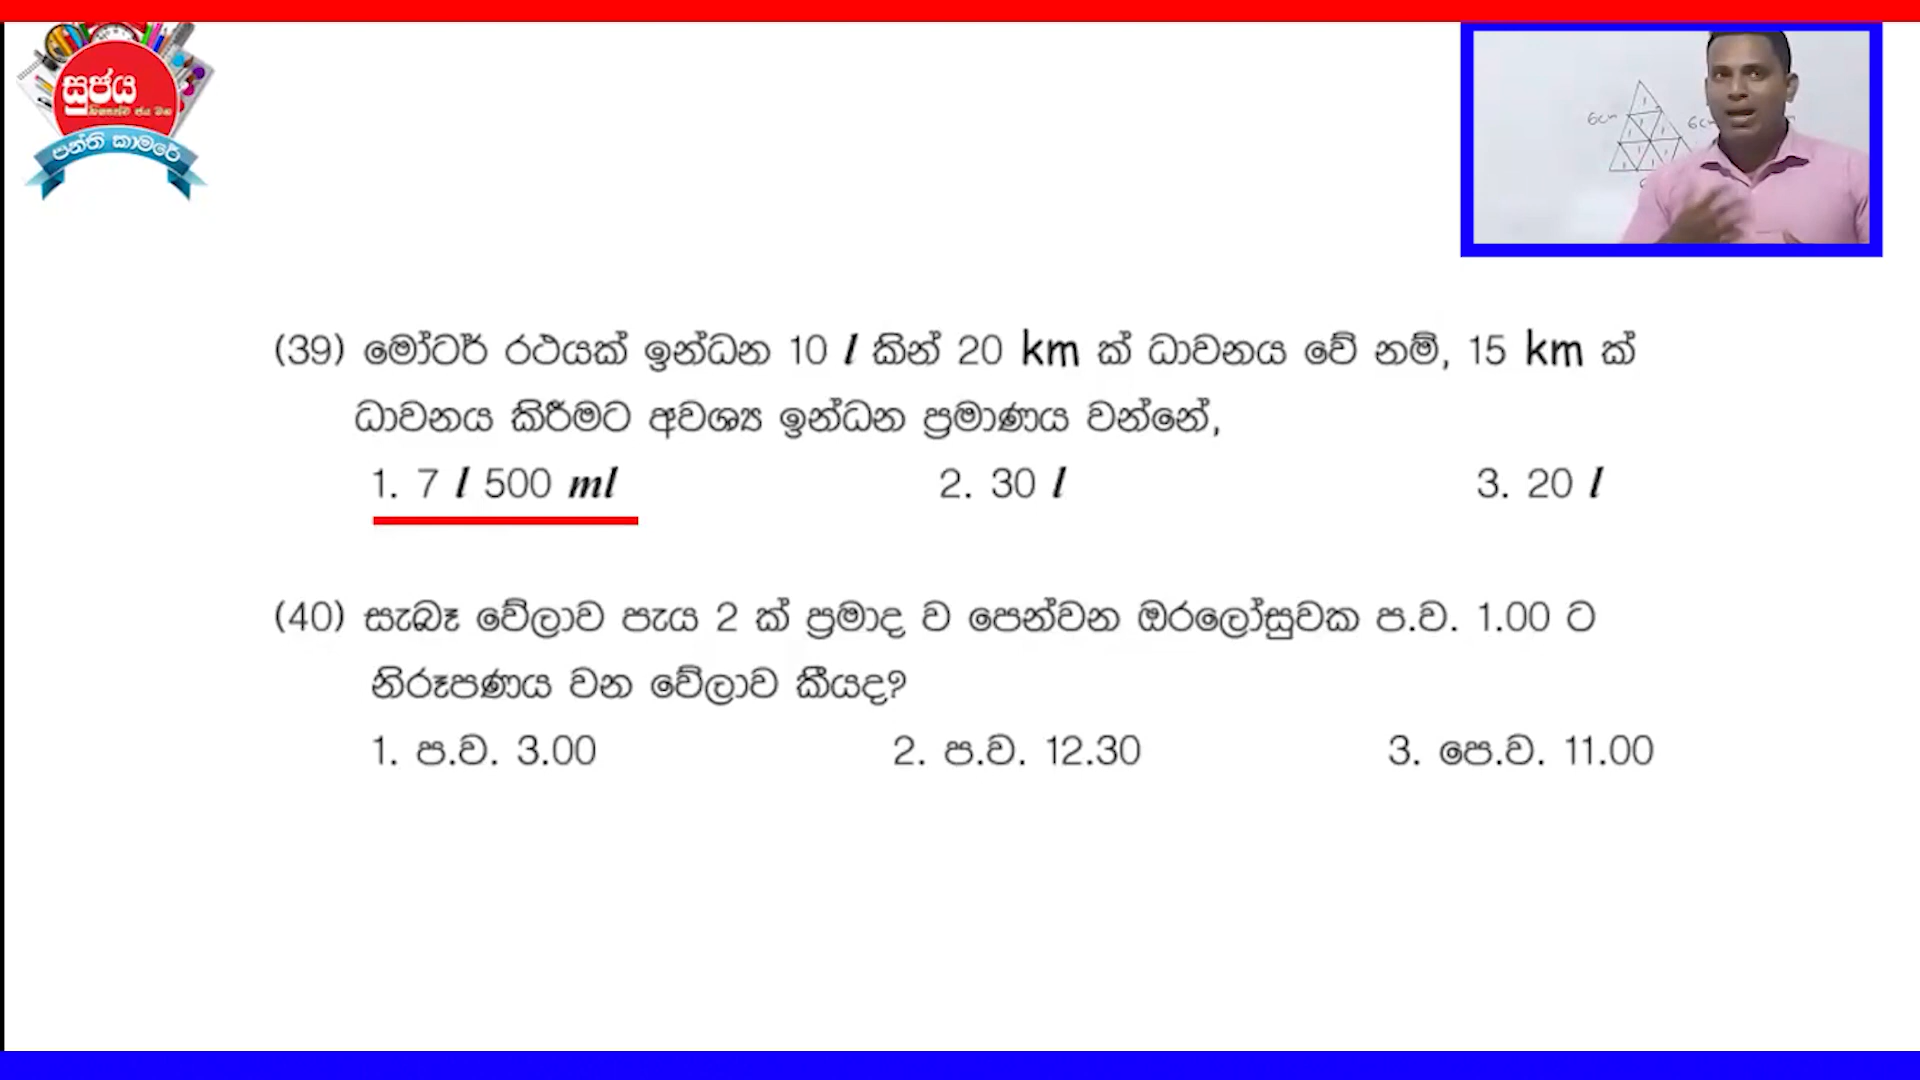 සුජය
පන්ති කාමරේ
6cm
(39) මෝටර් රථයක් ඉන්ධන 10 l කින් 20 km ක් ධාවනය වේ නම්, 15 km ක්
ධාවනය කිරීමට අවශ්‍ය ඉන්ධන ප්‍රමාණය වන්නේ,
1. 7 l 500 ml 2. 30 l 3. 20 l
(40) සැබෑ වේලාව පැය 2 ක් ප්‍රමාද ව පෙන්වන ඔරලෝසුවක ප.ව. 1.00 ට
නිරූපණය වන වේලාව කීයද?
1. ප.ව. 3.00 2. ප.ව. 12.30 3. පෙ.ව. 11.00